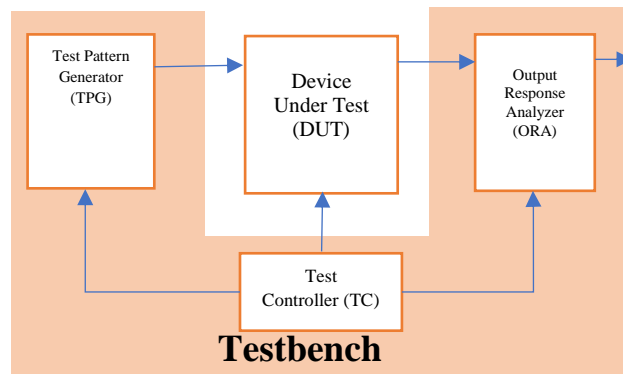 Test Pattern
Generator
(TPG)
Device
Under Test
(DUT)
Output
Response
Analyzer
(ORA)
Test
Controller (TC)
Testbench